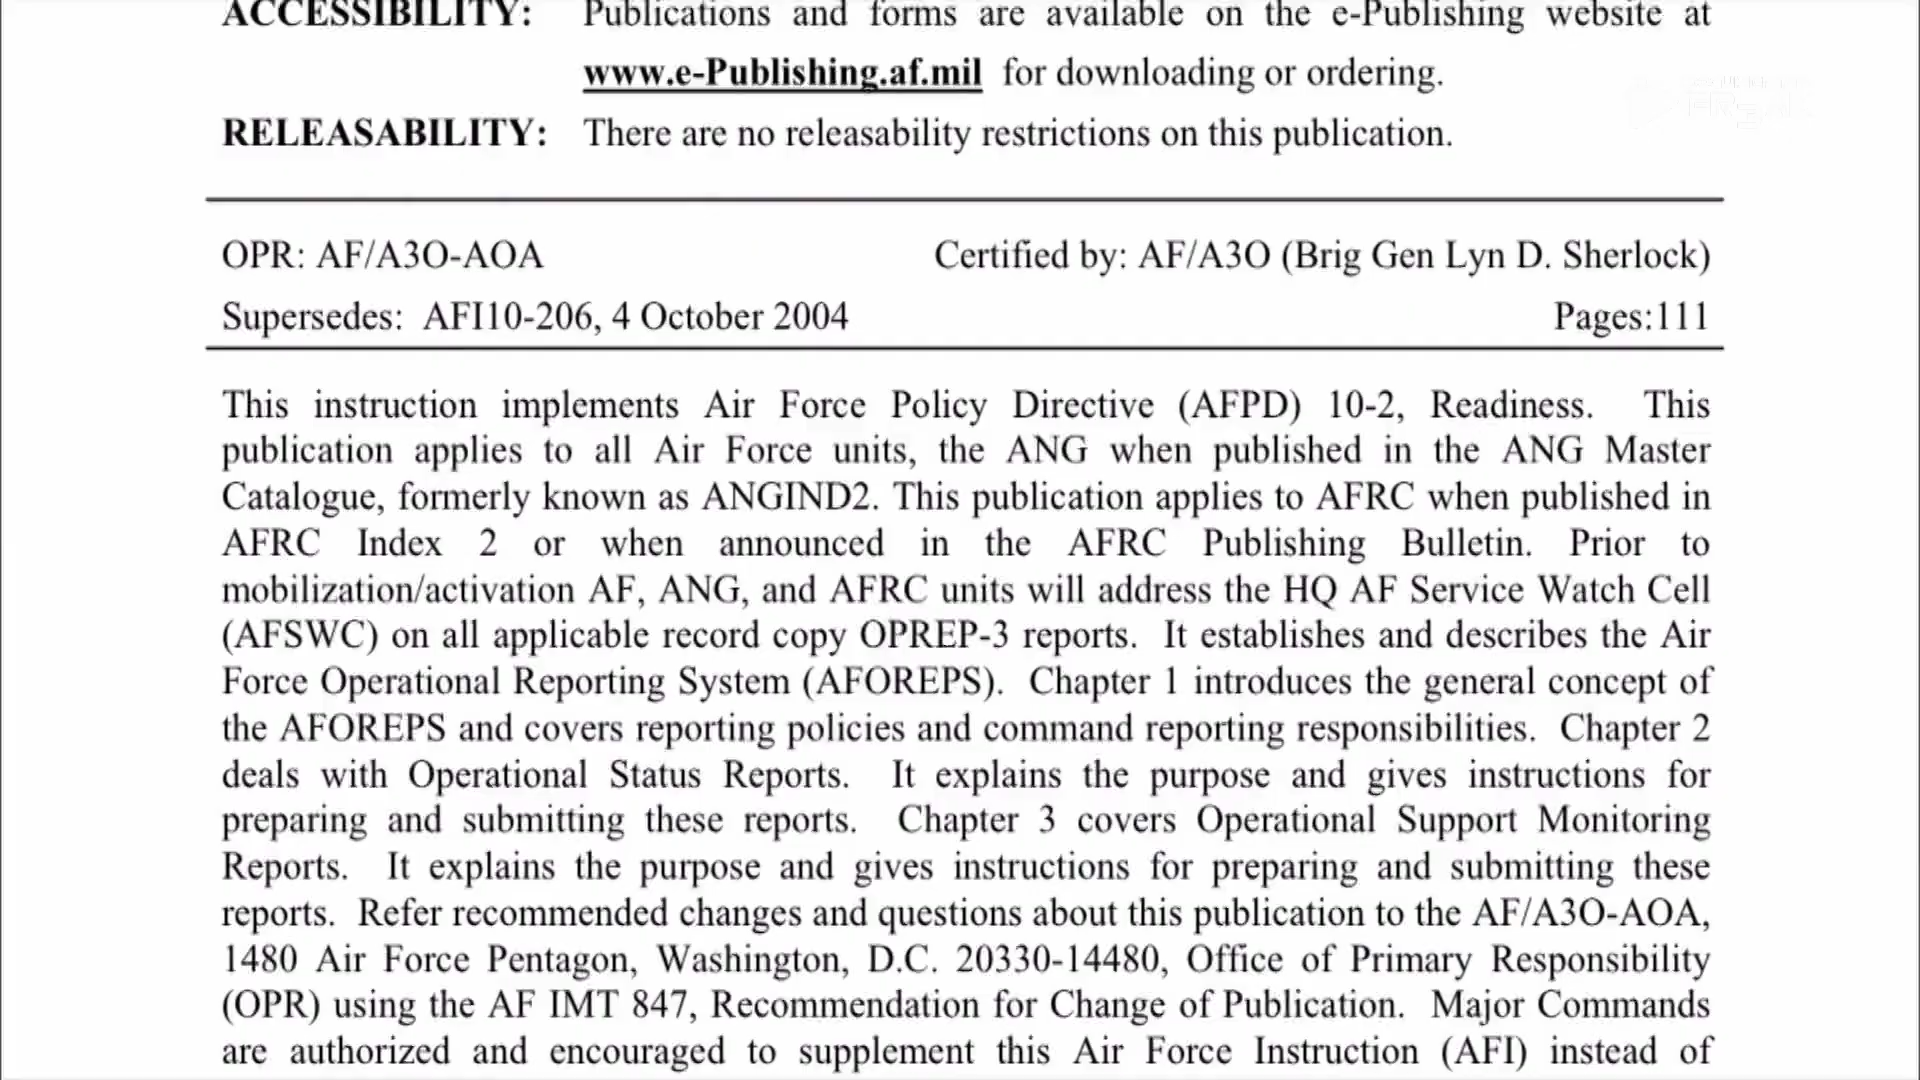 ACCESSIBILITY: Publications and forms are available on the e-Publishing website at
www.e-Publishing.af.mil for downloading or ordering.
RELEASABILITY: There are no releasability restrictions on this publication.
OPR: AF/A3O-AOA Certified by: AF/A3O (Brig Gen Lyn D. Sherlock)
Supersedes: AFI10-206, 4 October 2004 Pages:111
This instruction implements Air Force Policy Directive (AFPD) 10-2, Readiness. This
publication applies to all Air Force units, the ANG when published in the ANG Master
Catalogue, formerly known as ANGIND2. This publication applies to AFRC when published in
AFRC Index 2 or when announced in the AFRC Publishing Bulletin. Prior to
mobilization/activation AF, ANG, and AFRC units will address the HQ AF Service Watch Cell
(AFSWC) on all applicable record copy OPREP-3 reports. It establishes and describes the Air
Force Operational Reporting System (AFOREPS). Chapter 1 introduces the general concept of
the AFOREPS and covers reporting policies and command reporting responsibilities. Chapter 2
deals with Operational Status Reports. It explains the purpose and gives instructions for
preparing and submitting these reports. Chapter 3 covers Operational Support Monitoring
Reports. It explains the purpose and gives instructions for preparing and submitting these
reports. Refer recommended changes and questions about this publication to the AF/A3O-AOA,
1480 Air Force Pentagon, Washington, D.C. 20330-14480, Office of Primary Responsibility
(OPR) using the AF IMT 847, Recommendation for Change of Publication. Major Commands
are authorized and encouraged to supplement this Air Force Instruction (AFI) instead of